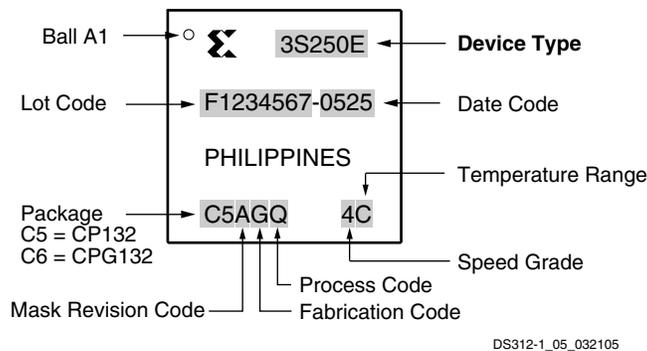 Ball A1
3S250E
Device Type
Lot Code
F1234567-0525
Date Code
PHILIPPINES
Temperature Range
Package
C5 = CP132
C6 = CPG132
C5AGQ
4C
Speed Grade
Process Code
Mask Revision Code
Fabrication Code
DS312-1_05_032105